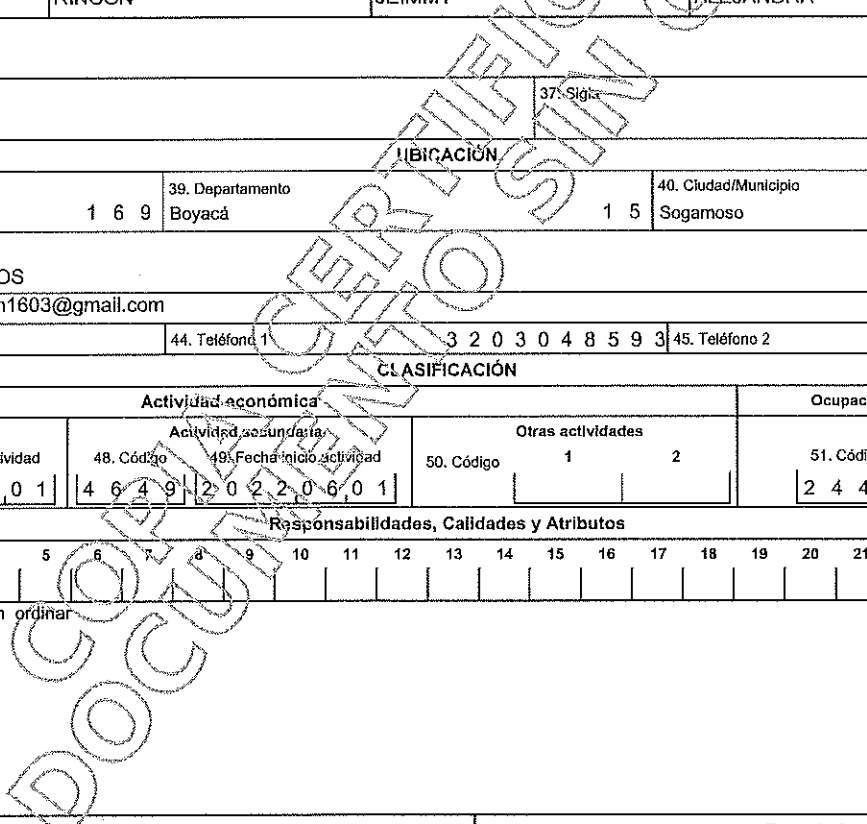 RINCON JEIMMY ALEJANDRA
37. Sigla
UBICACIÓN
39. Departamento 40. Ciudad/Municipio
1 6 9 Boyacá 1 5 Sogamoso
OS
n1603@gmail.com
44. Teléfono 1 3 2 0 3 0 4 8 5 9 3 45. Teléfono 2
CLASIFICACIÓN
Actividad económica Ocupac
Actividad secundaria Otras actividades
ividad 48. Código 49. Fecha inicio actividad 50. Código 1 2 51. Códi
0 1 4 6 4 9 2 0 2 2 0 6 0 1 2 4 4
Responsabilidades, Calidades y Atributos
5 6 7 8 9 10 11 12 13 14 15 16 17 18 19 20 21
n ordinar
COPIA CERTIFIC
DOCUMENTO SIN C